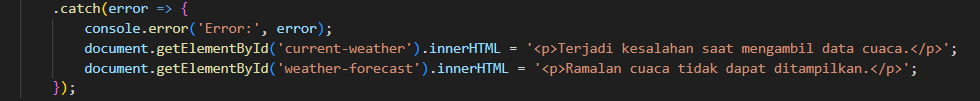 .catch(error => {
console.error('Error:', error);
document.getElementById('current-weather').innerHTML = '<p>Terjadi kesalahan saat mengambil data cuaca.</p>';
document.getElementById('weather-forecast').innerHTML = '<p>Ramalan cuaca tidak dapat ditampilkan.</p>';
});